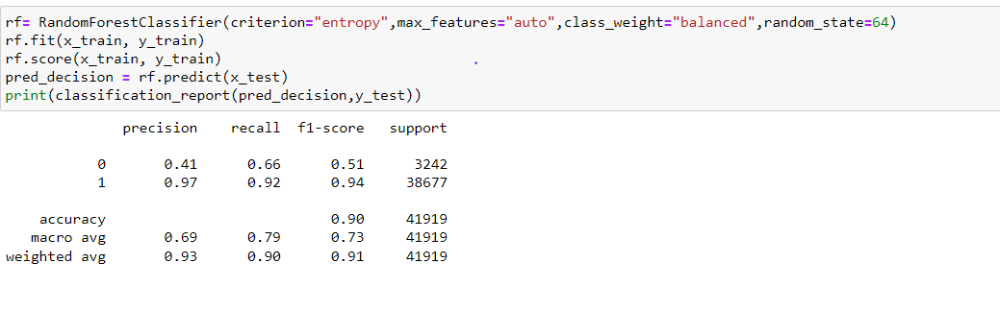 rf= RandomForestClassifier(criterion="entropy",max_features="auto",class_weight="balanced",random_state=64)
rf.fit(x_train, y_train)
rf.score(x_train, y_train)
pred_decision = rf.predict(x_test)
print(classification_report(pred_decision,y_test))
precision recall f1-score support
0 0.41 0.66 0.51 3242
1 0.97 0.92 0.94 38677
accuracy 0.90 41919
macro avg 0.69 0.79 0.73 41919
weighted avg 0.93 0.90 0.91 41919